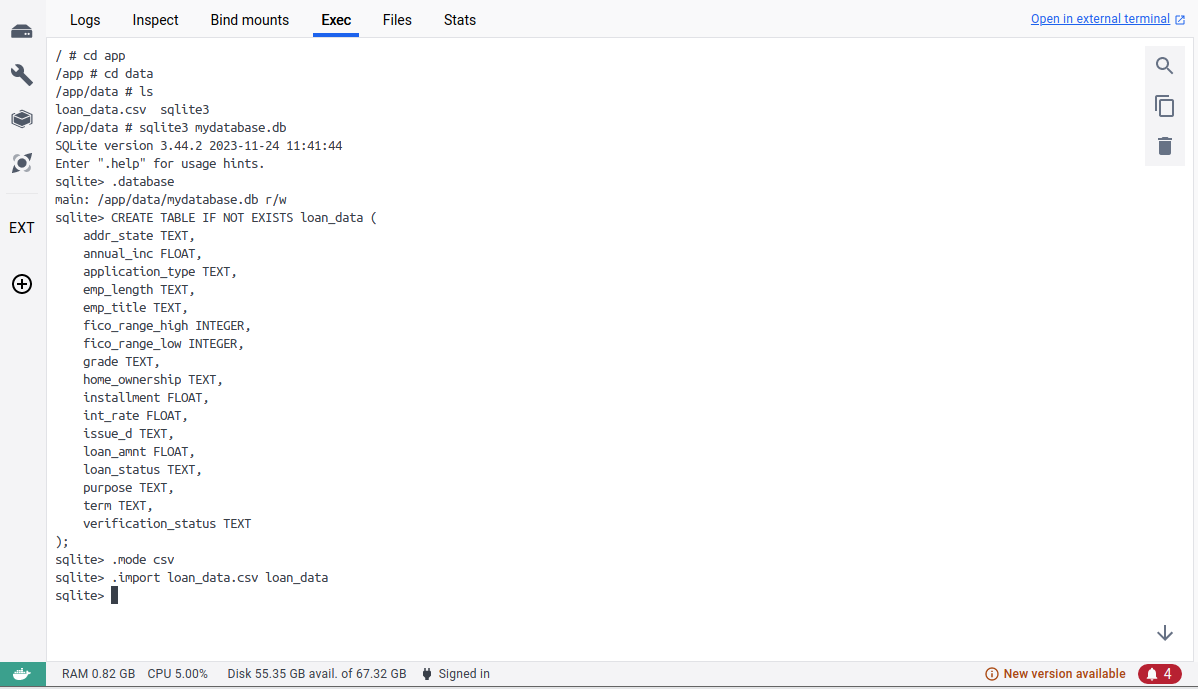 Logs Inspect Bind mounts Exec Files Stats Open in external terminal
/ # cd app
/app # cd data
/app/data # ls
loan_data.csv  sqlite3
/app/data # sqlite3 mydatabase.db
SQLite version 3.44.2 2023-11-24 11:41:44
Enter ".help" for usage hints.
sqlite> .database
main: /app/data/mydatabase.db r/w
sqlite> CREATE TABLE IF NOT EXISTS loan_data (
    addr_state TEXT,
    annual_inc FLOAT,
    application_type TEXT,
    emp_length TEXT,
    emp_title TEXT,
    fico_range_high INTEGER,
    fico_range_low INTEGER,
    grade TEXT,
    home_ownership TEXT,
    installment FLOAT,
    int_rate FLOAT,
    issue_d TEXT,
    loan_amnt FLOAT,
    loan_status TEXT,
    purpose TEXT,
    term TEXT,
    verification_status TEXT
);
sqlite> .mode csv
sqlite> .import loan_data.csv loan_data
sqlite>
EXT
RAM 0.82 GB CPU 5.00% Disk 55.35 GB avail. of 67.32 GB Signed in New version available 4